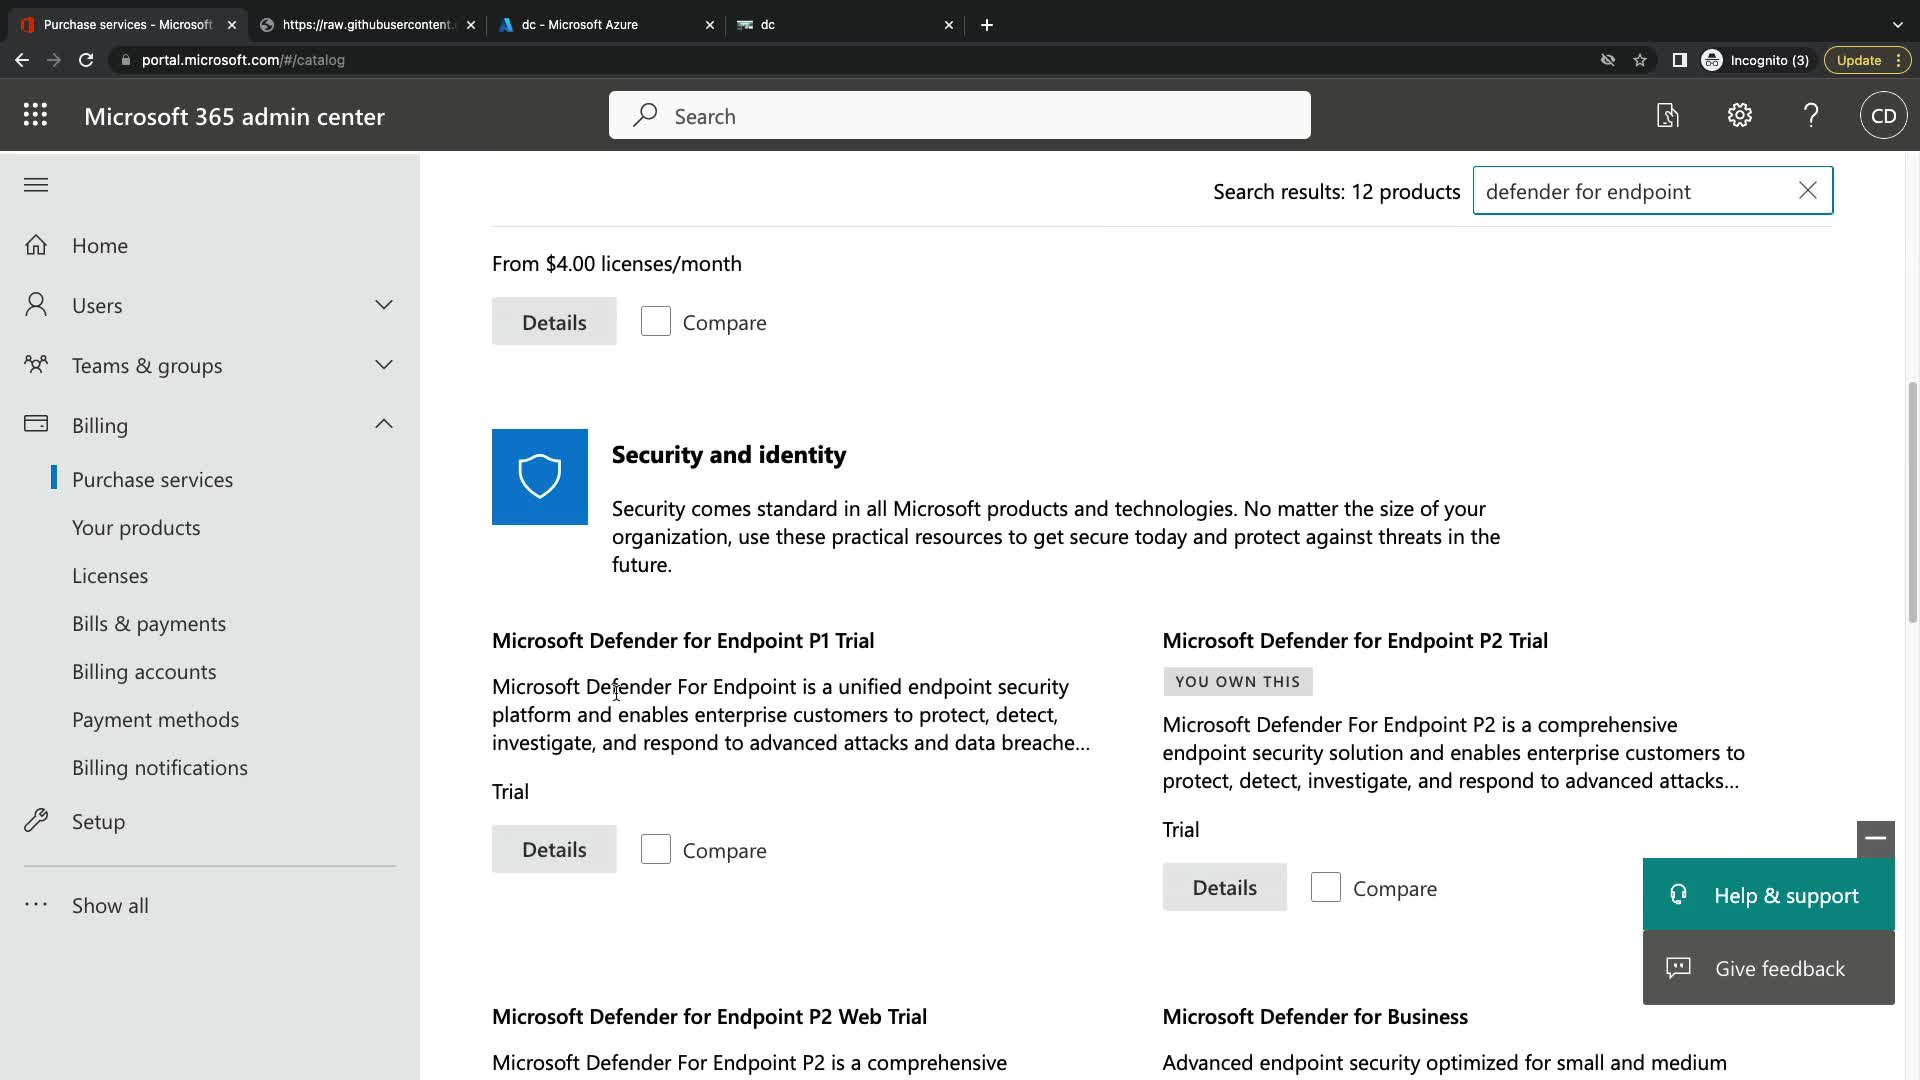 Purchase services - Microsoft
https://raw.githubusercontent.
dc - Microsoft Azure
dc
portal.microsoft.com/#/catalog
Incognito (3)
Update
Microsoft 365 admin center
Search
CD
Search results: 12 products
defender for endpoint
Home
Users
Teams & groups
Billing
Purchase services
Your products
Licenses
Bills & payments
Billing accounts
Payment methods
Billing notifications
Setup
Show all
From $4.00 licenses/month
Details
Compare
Security and identity
Security comes standard in all Microsoft products and technologies. No matter the size of your
organization, use these practical resources to get secure today and protect against threats in the
future.
Microsoft Defender for Endpoint P1 Trial
Microsoft Defender For Endpoint is a unified endpoint security
platform and enables enterprise customers to protect, detect,
investigate, and respond to advanced attacks and data breache...
Trial
Details
Compare
Microsoft Defender for Endpoint P2 Trial
YOU OWN THIS
Microsoft Defender For Endpoint P2 is a comprehensive
endpoint security solution and enables enterprise customers to
protect, detect, investigate, and respond to advanced attacks...
Trial
Details
Compare
Help & support
Give feedback
Microsoft Defender for Endpoint P2 Web Trial
Microsoft Defender For Endpoint P2 is a comprehensive
Microsoft Defender for Business
Advanced endpoint security optimized for small and medium